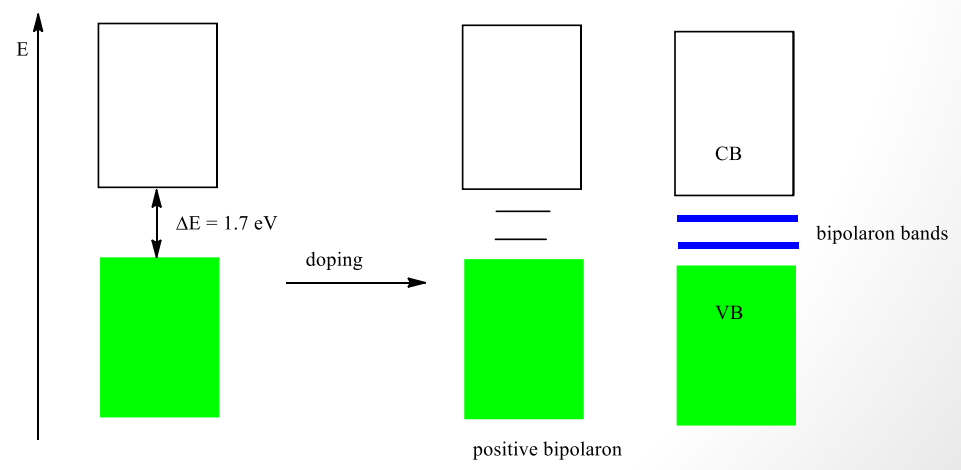 E
ΔE = 1.7 eV
doping
positive bipolaron
CB
bipolaron bands
VB